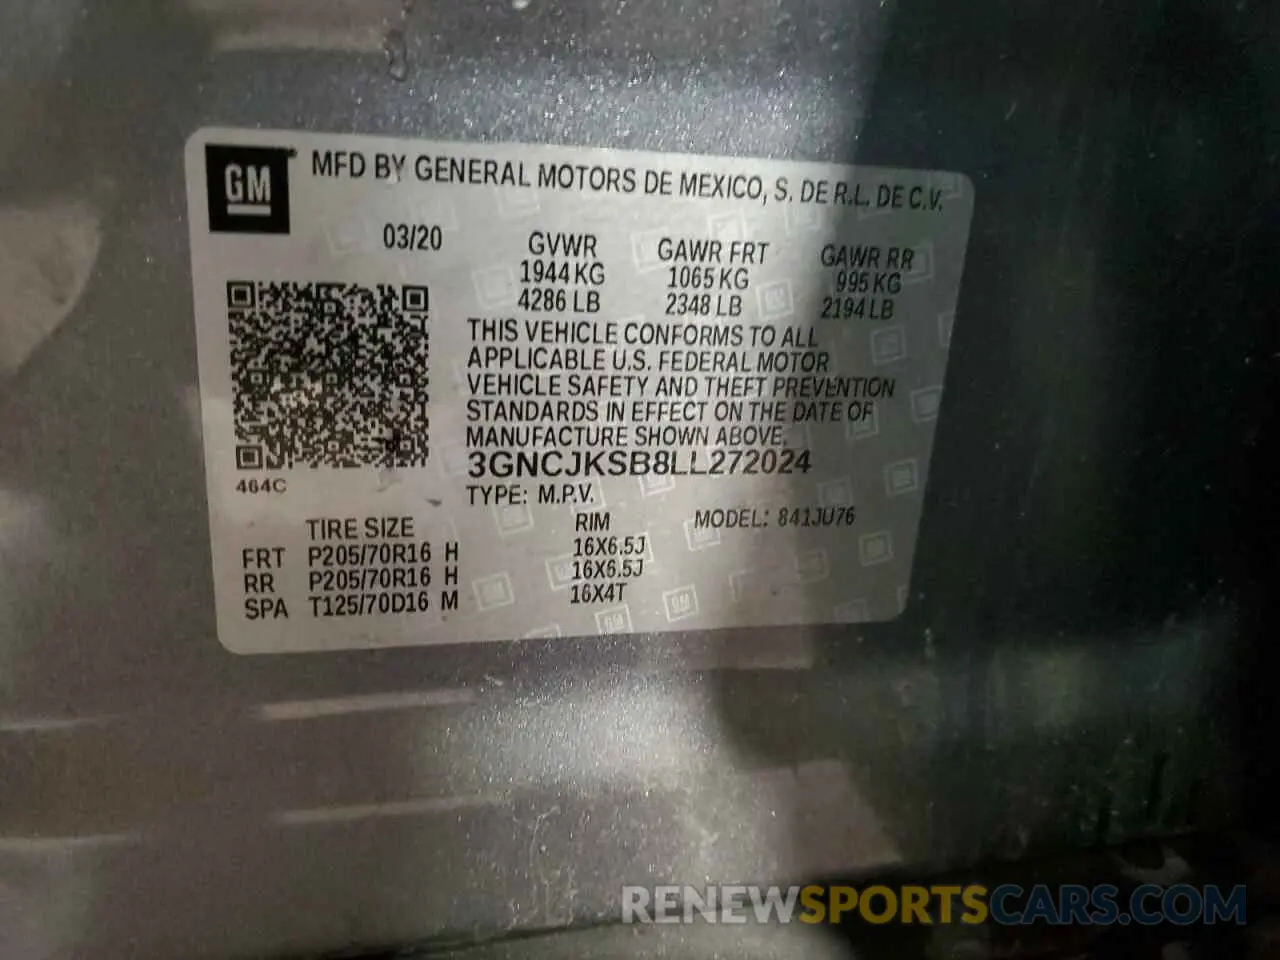 GM MFD BY GENERAL MOTORS DE MEXICO, S. DE R.L. DE C.V.
03/20 GVWR GAWR FRT GAWR RR
1944 KG 1065 KG 995 KG
4286 LB 2348 LB 2194 LB
THIS VEHICLE CONFORMS TO ALL
APPLICABLE U.S. FEDERAL MOTOR
VEHICLE SAFETY AND THEFT PREVENTION
STANDARDS IN EFFECT ON THE DATE OF
MANUFACTURE SHOWN ABOVE.
3GNCJKSB8LL272024
464C
TYPE: M.P.V.
TIRE SIZE RIM MODEL: 841JU76
FRT P205/70R16 H 16X6.5J
RR P205/70R16 H 16X6.5J
SPA T125/70D16 M 16X4T
RENEWSPORTSCARS.COM